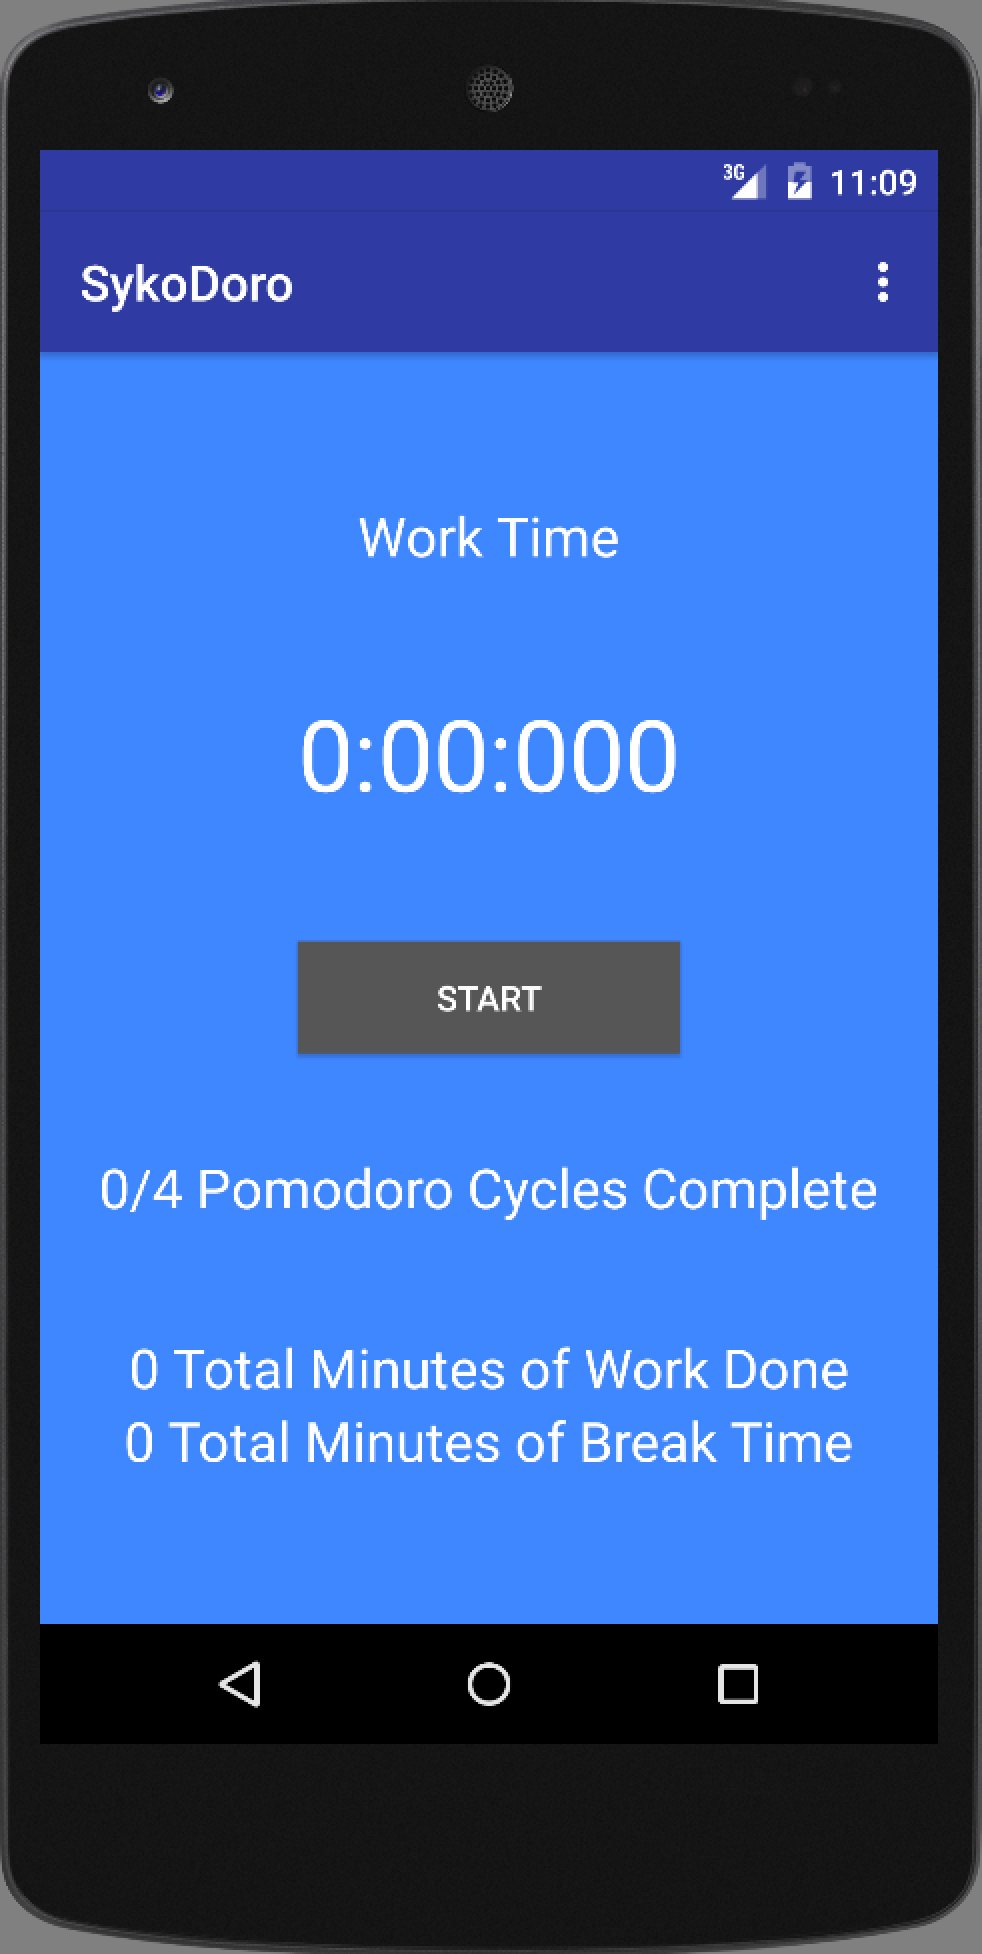 3G 11:09
SykoDoro
Work Time
0:00:000
START
0/4 Pomodoro Cycles Complete
0 Total Minutes of Work Done
0 Total Minutes of Break Time